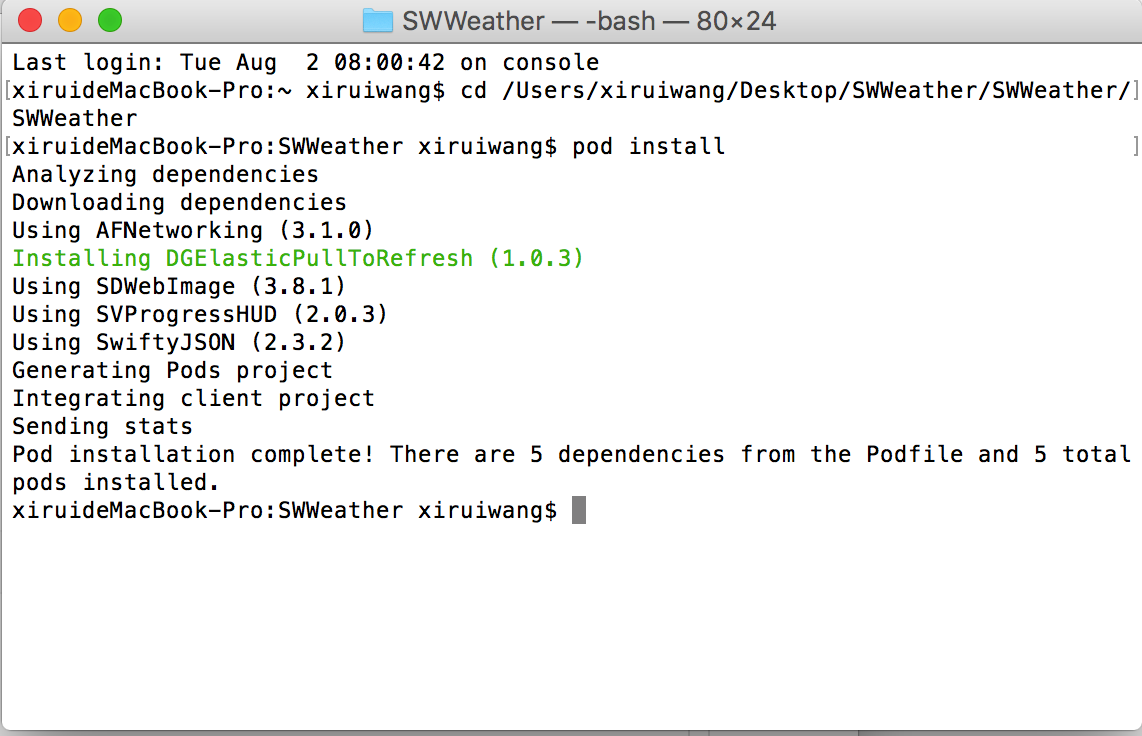 SWWeather — -bash — 80×24
Last login: Tue Aug  2 08:00:42 on console
[xiruideMacBook-Pro:~ xiruiwang$ cd /Users/xiruiwang/Desktop/SWWeather/SWWeather/]
SWWeather
[xiruideMacBook-Pro:SWWeather xiruiwang$ pod install ]
Analyzing dependencies
Downloading dependencies
Using AFNetworking (3.1.0)
Installing DGElasticPullToRefresh (1.0.3)
Using SDWebImage (3.8.1)
Using SVProgressHUD (2.0.3)
Using SwiftyJSON (2.3.2)
Generating Pods project
Integrating client project
Sending stats
Pod installation complete! There are 5 dependencies from the Podfile and 5 total
pods installed.
xiruideMacBook-Pro:SWWeather xiruiwang$